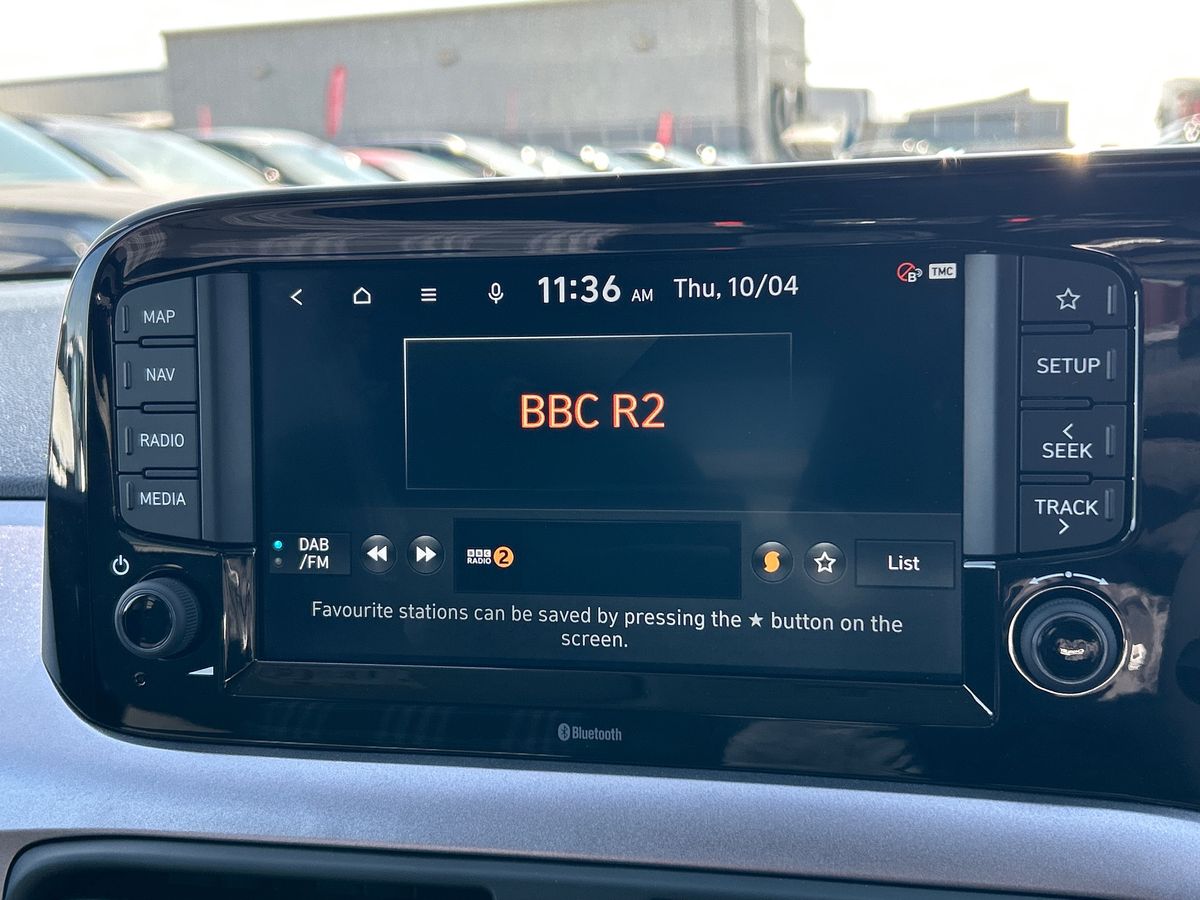 11:36 AM Thu, 10/04
B
TMC
MAP
NAV
RADIO
MEDIA
BBC R2
SETUP
SEEK
TRACK
DAB
/FM
BBC
RADIO 2
List
Favourite stations can be saved by pressing the ★ button on the
screen.
Bluetooth